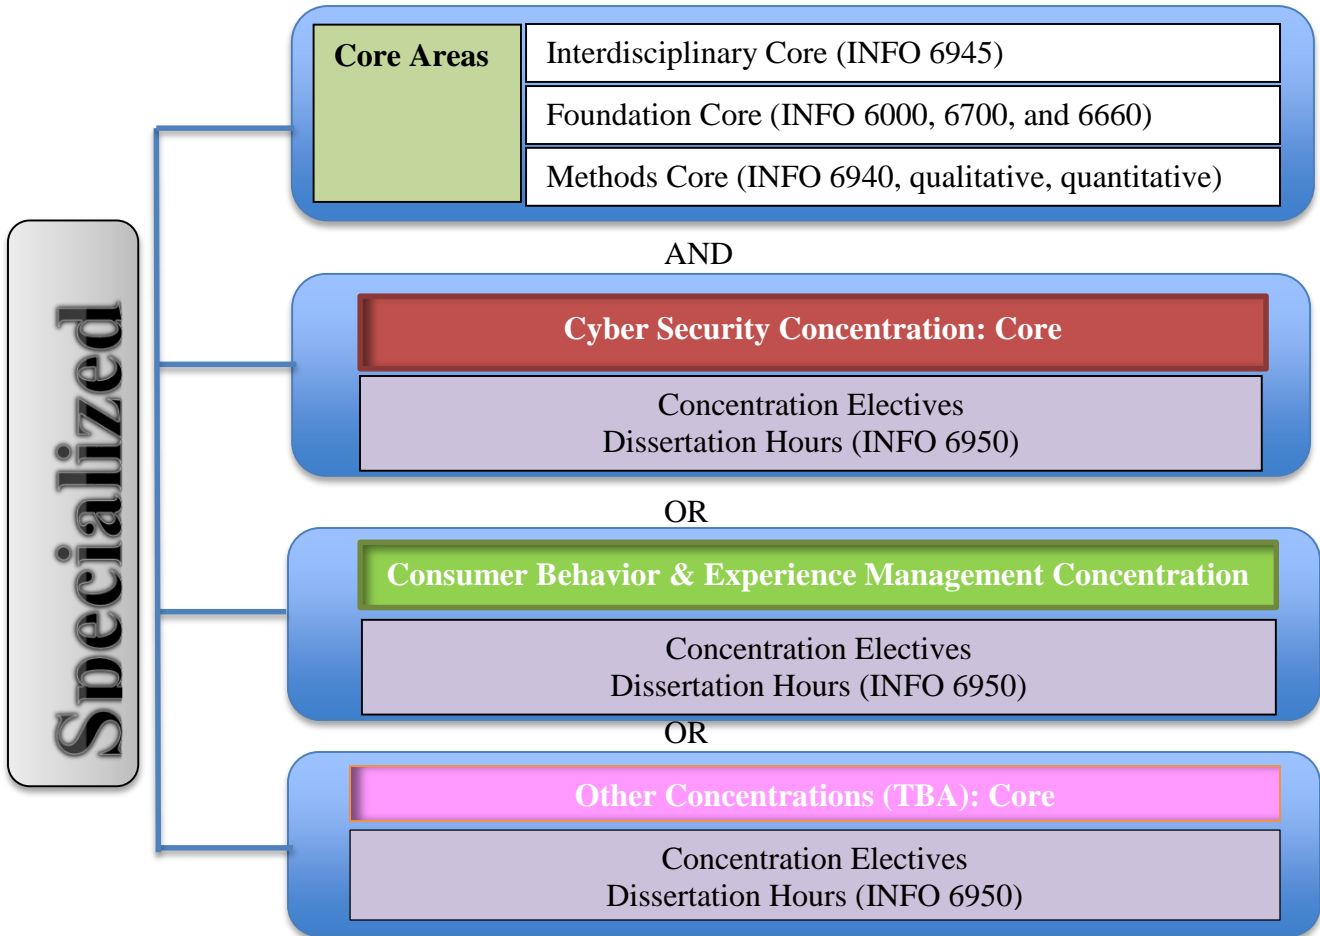 Specialized
Core Areas
Interdisciplinary Core (INFO 6945)
Foundation Core (INFO 6000, 6700, and 6660)
Methods Core (INFO 6940, qualitative, quantitative)
AND
Cyber Security Concentration: Core
Concentration Electives
Dissertation Hours (INFO 6950)
OR
Consumer Behavior & Experience Management Concentration
Concentration Electives
Dissertation Hours (INFO 6950)
OR
Other Concentrations (TBA): Core
Concentration Electives
Dissertation Hours (INFO 6950)